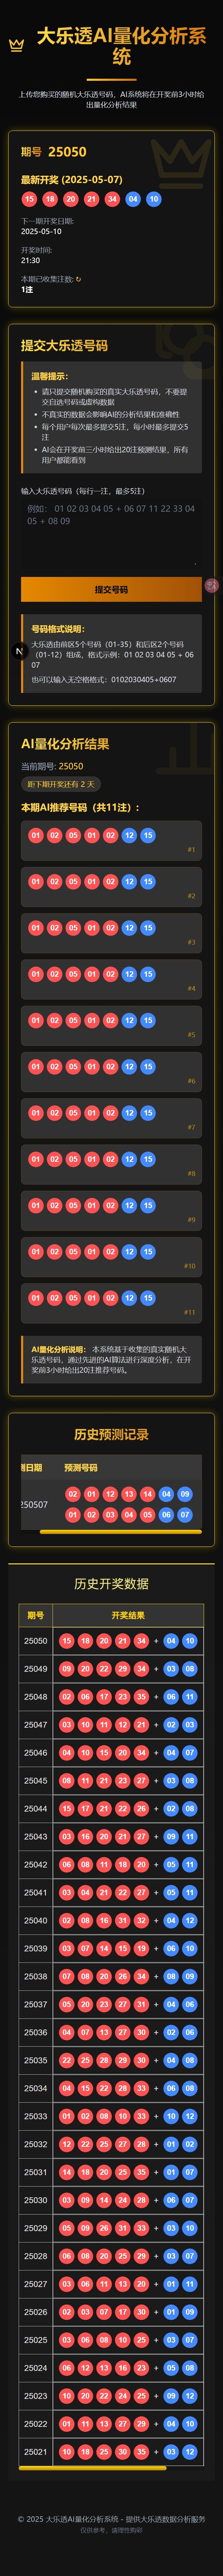 大乐透AI量化分析系
统
上传您购买的随机大乐透号码，AI系统将在开奖前3小时给
出量化分析结果
期号 25050
最新开奖 (2025-05-07)
15 18 20 21 34 04 10
下一期开奖日期:
2025-05-10
开奖时间:
21:30
本期已收集注数: ↻
1注
提交大乐透号码
温馨提示：
• 请只提交随机购买的真实大乐透号码，不要提
交自选号码或虚构数据
• 不真实的数据会影响AI的分析结果和准确性
• 每个用户每次最多提交5注，每小时最多提交5
注
• AI会在开奖前三小时给出20注预测结果，所有
用户都能看到
输入大乐透号码（每行一注，最多5注）
例如： 01 02 03 04 05 + 06 07 11 22 33 04
05 + 08 09
提交号码
号码格式说明：
大乐透由前区5个号码（01-35）和后区2个号码
（01-12）组成，格式示例：01 02 03 04 05 + 06
07
也可以输入无空格格式：0102030405+0607
N
AI量化分析结果
当前期号: 25050
距下期开奖还有 2 天
本期AI推荐号码（共11注）:
01 02 05 01 02 12 15
#1
01 02 05 01 02 12 15
#2
01 02 05 01 02 12 15
#3
01 02 05 01 02 12 15
#4
01 02 05 01 02 12 15
#5
01 02 05 01 02 12 15
#6
01 02 05 01 02 12 15
#7
01 02 05 01 02 12 15
#8
01 02 05 01 02 12 15
#9
01 02 05 01 02 12 15
#10
01 02 05 01 02 12 15
#11
AI量化分析说明： 本系统基于收集的真实随机大
乐透号码，通过先进的AI算法进行深度分析，在开
奖前3小时给出20注推荐号码。
历史预测记录
测日期 预测号码
02 01 12 13 14 04 09
250507
01 02 03 04 05 06 07
历史开奖数据
期号 开奖结果
25050 15 18 20 21 34 + 04 10
25049 09 20 22 29 34 + 03 08
25048 02 06 17 23 35 + 06 11
25047 03 10 11 12 21 + 02 03
25046 04 10 15 20 34 + 04 07
25045 08 11 21 23 27 + 03 08
25044 15 17 21 22 26 + 02 08
25043 03 16 20 21 27 + 09 11
25042 06 08 11 18 20 + 05 11
25041 03 04 21 22 27 + 05 11
25040 02 08 16 31 32 + 04 12
25039 03 07 14 15 19 + 06 10
25038 07 08 20 26 34 + 08 09
25037 05 20 23 27 31 + 04 06
25036 04 07 13 27 30 + 02 06
25035 22 25 28 29 30 + 04 08
25034 04 15 22 28 33 + 06 08
25033 01 02 08 10 33 + 10 12
25032 12 22 25 27 28 + 01 02
25031 14 18 20 25 35 + 01 07
25030 03 09 14 24 28 + 06 07
25029 05 09 26 31 33 + 03 10
25028 06 08 20 25 29 + 03 07
25027 03 06 11 13 20 + 01 11
25026 02 03 07 17 30 + 01 09
25025 03 06 08 10 25 + 03 07
25024 06 12 13 16 23 + 05 08
25023 10 20 22 24 25 + 09 12
25022 01 11 13 27 29 + 04 10
25021 10 18 25 30 35 + 03 12
© 2025 大乐透AI量化分析系统 - 提供大乐透数据分析服务
仅供参考，请理性购彩